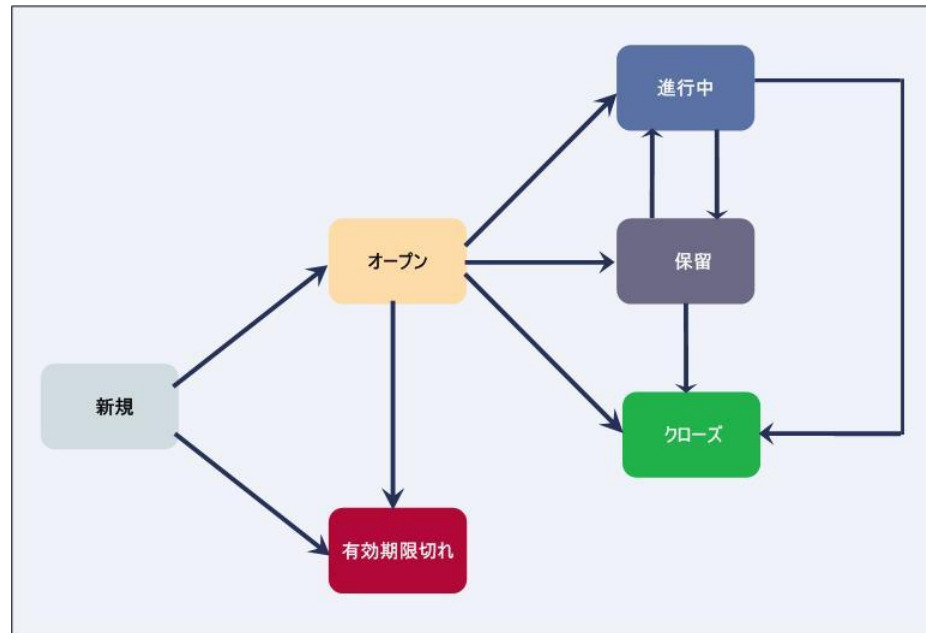 進行中
オープン
保留
新規
クローズ
有効期限切れ